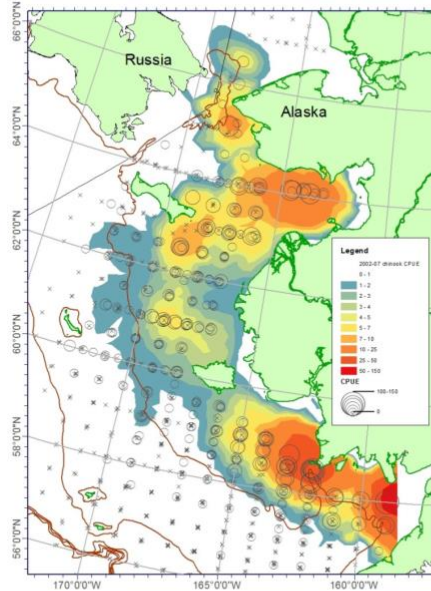 66°0'0"N
Russia
Alaska
64°0'0"N
62°0'0"N
Legend
2002-07 chinook CPUE
0 - 1
1 - 2
2 - 3
3 - 4
4 - 5
5 - 7
7 - 10
10 - 25
25 - 50
50 - 150
CPUE
100-150
0
60°0'0"N
58°0'0"N
56°0'0"N
170°0'0"W
165°0'0"W
160°0'0"W